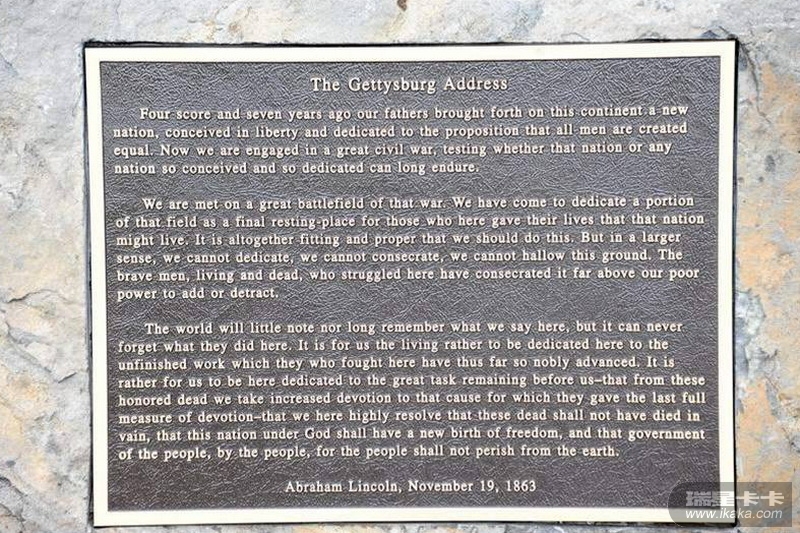 The Gettysburg Address
Four score and seven years ago our fathers brought forth on this continent a new
nation, conceived in liberty and dedicated to the proposition that all men are created
equal. Now we are engaged in a great civil war, testing whether that nation or any
nation so conceived and so dedicated can long endure.
We are met on a great battlefield of that war. We have come to dedicate a portion
of that field as a final resting-place for those who here gave their lives that that nation
might live. It is altogether fitting and proper that we should do this. But in a larger
sense, we cannot dedicate, we cannot consecrate, we cannot hallow this ground. The
brave men, living and dead, who struggled here have consecrated it far above our poor
power to add or detract.
The world will little note nor long remember what we say here, but it can never
forget what they did here. It is for us the living rather to be dedicated here to the
unfinished work which they who fought here have thus far so nobly advanced. It is
rather for us to be here dedicated to the great task remaining before us–that from these
honored dead we take increased devotion to that cause for which they gave the last full
measure of devotion–that we here highly resolve that these dead shall not have died in
vain, that this nation under God shall have a new birth of freedom, and that government
of the people, by the people, for the people shall not perish from the earth.
Abraham Lincoln, November 19, 1863
瑞星卡卡
www.ikaka.com